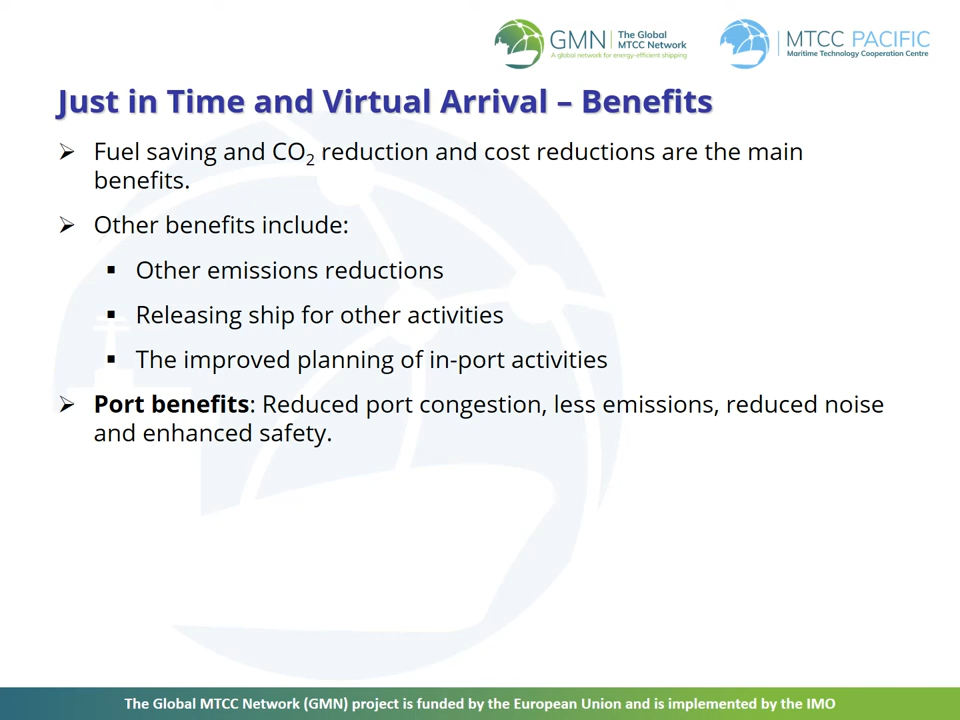 GMN The Global MTCC Network
A global network for energy-efficient shipping
MTCC PACIFIC
Maritime Technology Cooperation Centre
Just in Time and Virtual Arrival – Benefits
➢ Fuel saving and CO₂ reduction and cost reductions are the main
benefits.
➢ Other benefits include:
▪ Other emissions reductions
▪ Releasing ship for other activities
▪ The improved planning of in-port activities
➢ Port benefits: Reduced port congestion, less emissions, reduced noise
and enhanced safety.
The Global MTCC Network (GMN) project is funded by the European Union and is implemented by the IMO